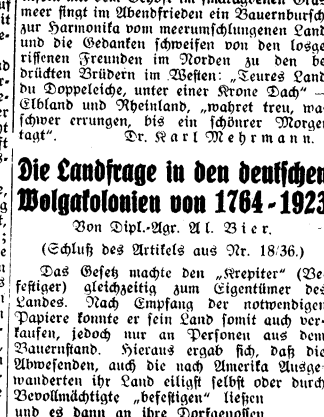 meer singt im Abendfrieden ein Bauernbursch
zur Harmonika vom meerumschlungenen Land
und die Gedanken schweifen von den losge
riffenen Freunden im Norden zu den be
drückten Brüdern im Westen: „Teures Land
du Doppeleiche, unter einer Krone Dach“ —
Elbland und Rheinland, „wahret treu, wa
schwer errungen, bis ein schönrer Morgen
tagt“. Dr. Karl Mehrmann.
Die Landfrage in den deutschen
Wolgakolonien von 1764-1923
Von Dipl.-Agr. Al. Bier.
(Schluß des Artikels aus Nr. 18/36.)
Das Gesetz machte den „Krepiter“ (Be
festiger) gleichzeitig zum Eigentümer des
Landes. Nach Empfang der notwendigen
Papiere konnte er sein Land somit auch ver
kaufen, jedoch nur an Personen aus dem
Bauernstand. Hieraus ergab sich, daß die
Abwesenden, auch die nach Amerika Ausge
wanderten ihr Land eiligst selbst oder durch
Bevollmächtigte „befestigen“ ließen
und es dann an ihre Dorfgenossen